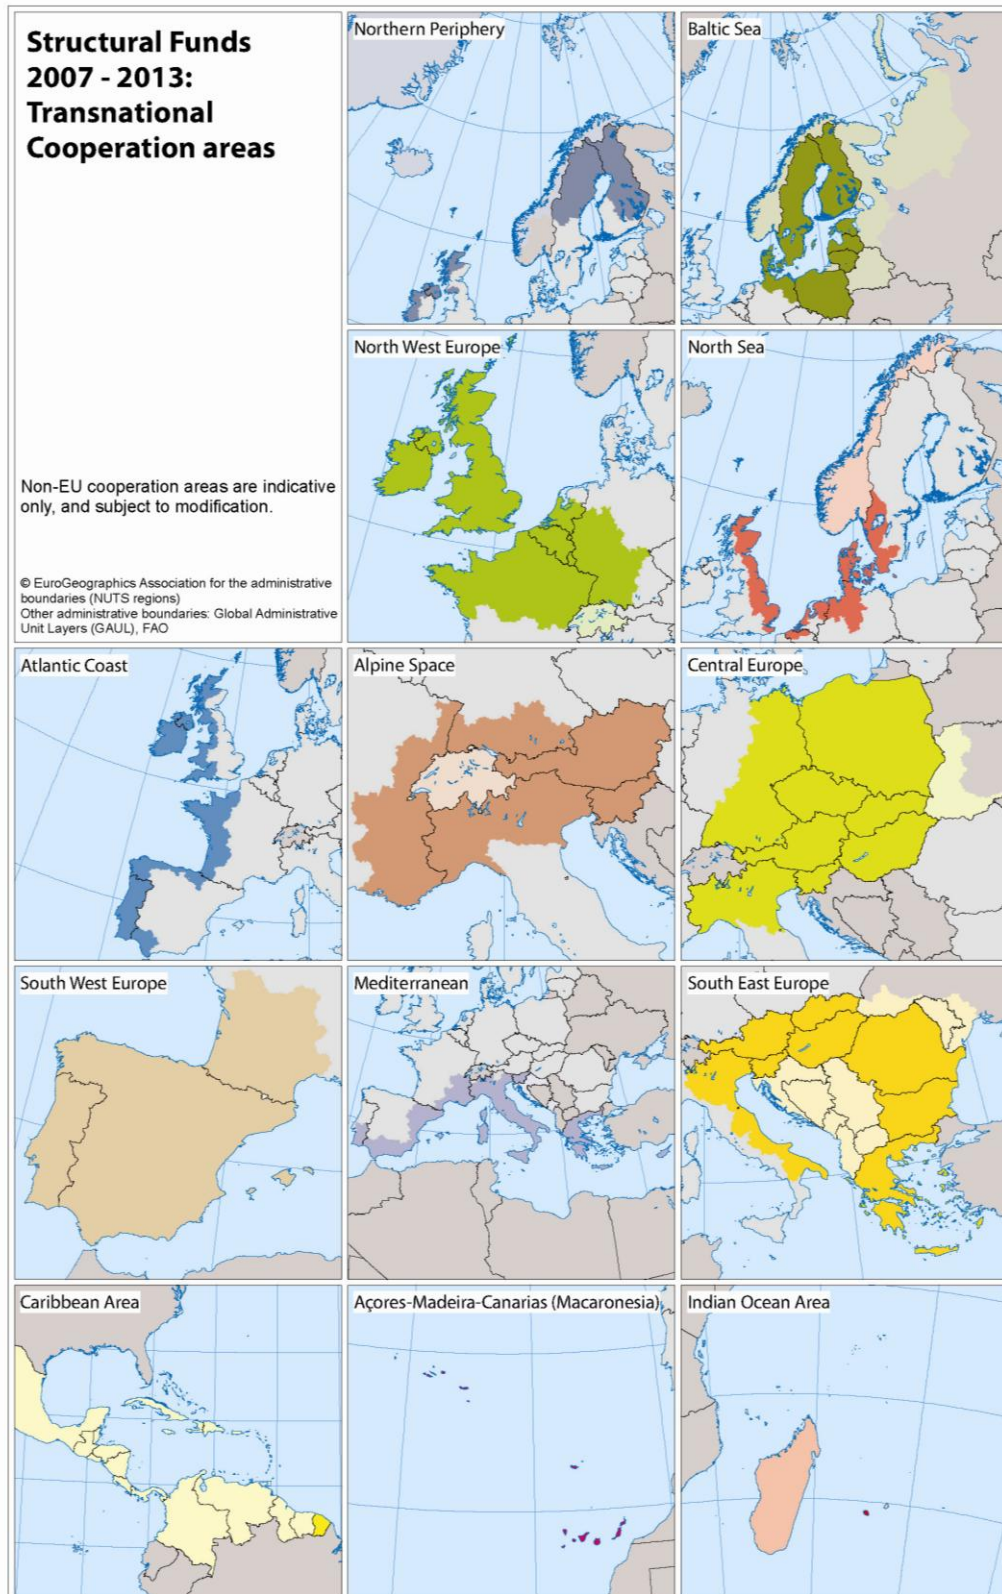 Structural Funds
2007 - 2013:
Transnational
Cooperation areas
Non-EU cooperation areas are indicative
only, and subject to modification.
© EuroGeographics Association for the administrative
boundaries (NUTS regions)
Other administrative boundaries: Global Administrative
Unit Layers (GAUL), FAO
Northern Periphery
Baltic Sea
North West Europe
North Sea
Atlantic Coast
Alpine Space
Central Europe
South West Europe
Mediterranean
South East Europe
Caribbean Area
Açores-Madeira-Canarias (Macaronesia)
Indian Ocean Area